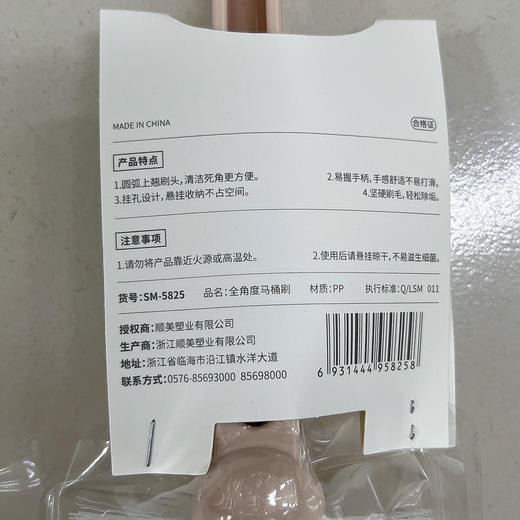 MADE IN CHINA
合格证
产品特点
1.圆弧上翘刷头,清洁死角更方便。 2.易握手柄,手感舒适不易打滑。
3.挂孔设计,悬挂收纳不占空间。 4.坚硬刷毛,轻松除垢。
注意事项
1.请勿将产品靠近火源或高温处。 2.使用后请悬挂晾干,不易滋生细菌。
货号:SM-5825 品名:全角度马桶刷 材质:PP 执行标准:Q/LSM 011
授权商:顺美塑业有限公司
生产商:浙江顺美塑业有限公司
地址:浙江省临海市沿江镇水洋大道
联系方式:0576-85693000 85698000
6 931444 958258